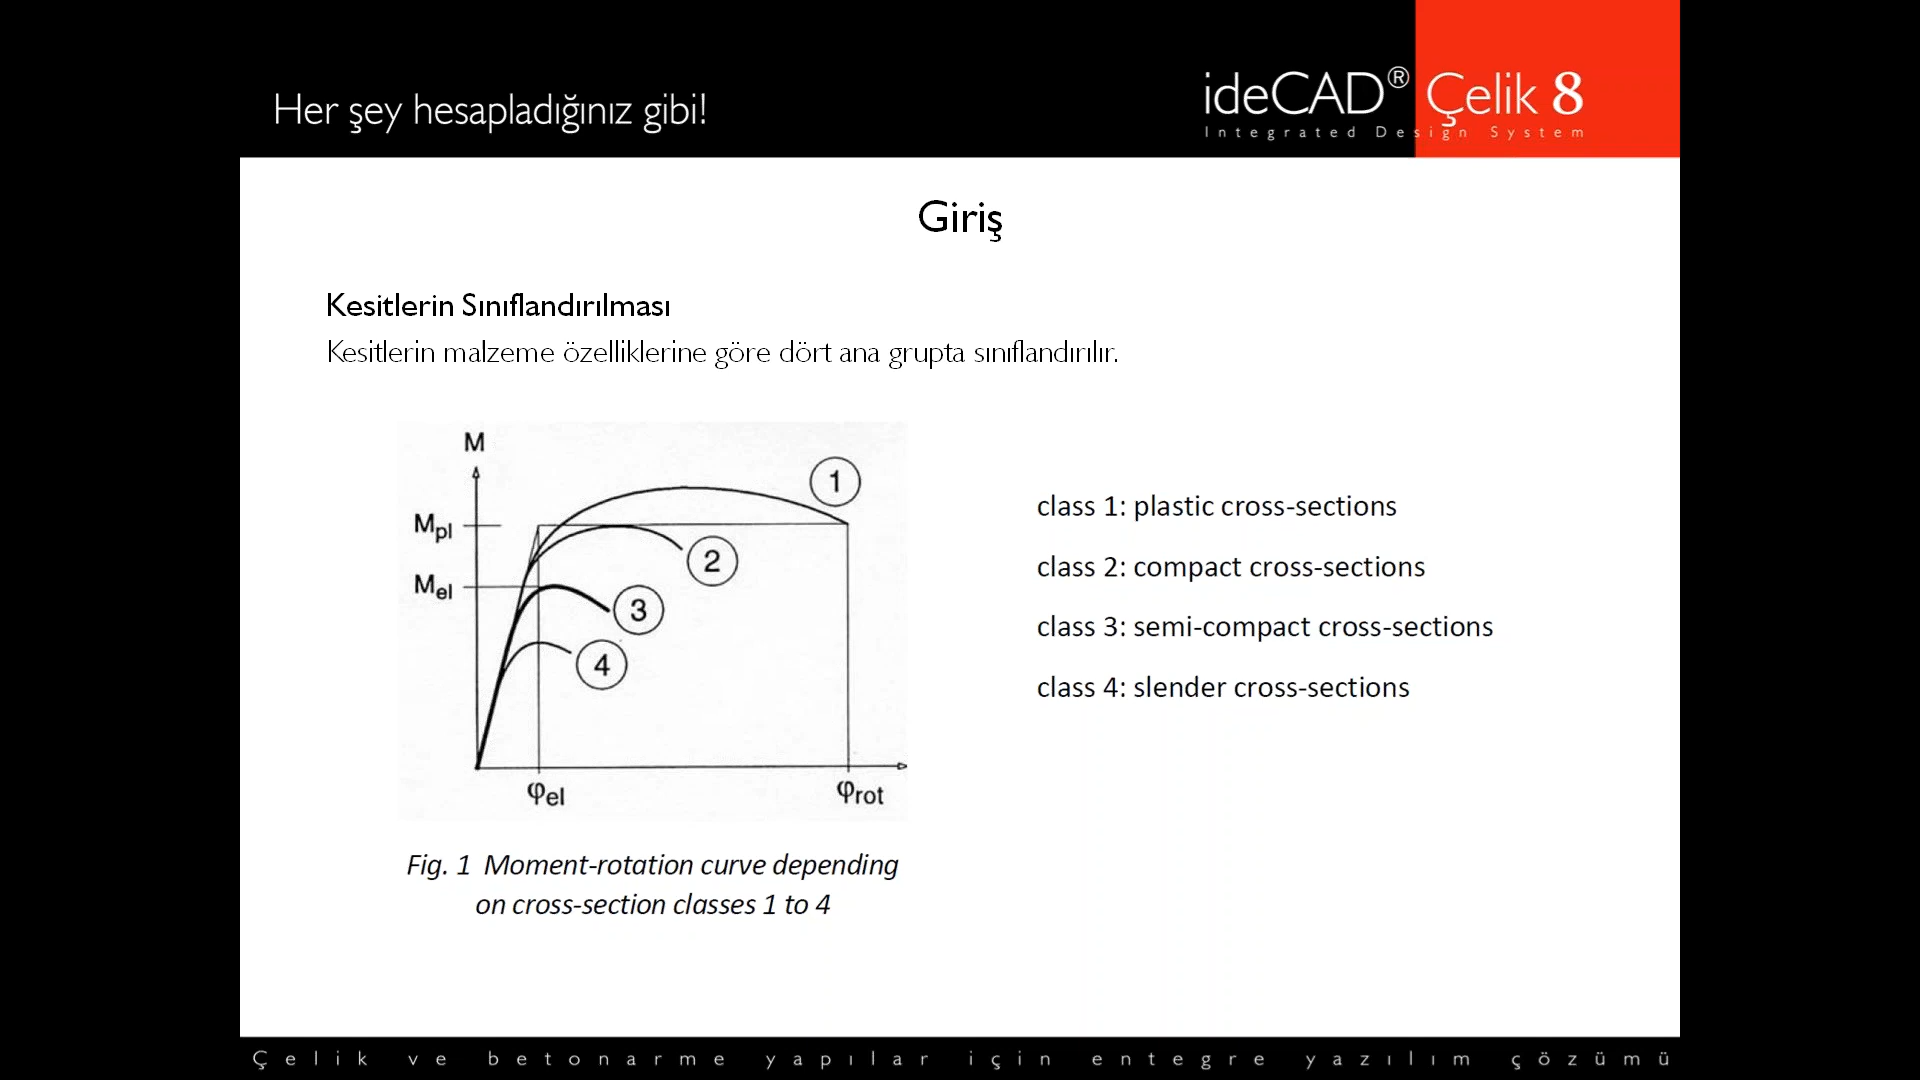 Her şey hesapladığınız gibi!
ideCAD® Çelik 8
Integrated Design System
Giriş
Kesitlerin Sınıflandırılması
Kesitlerin malzeme özelliklerine göre dört ana grupta sınıflandırılır.
M
Mpl
Mel
1
2
3
4
φel
φrot
Fig. 1 Moment-rotation curve depending
on cross-section classes 1 to 4
class 1: plastic cross-sections
class 2: compact cross-sections
class 3: semi-compact cross-sections
class 4: slender cross-sections
Çelik ve betonarme yapılar için entegre yazılım çözümü